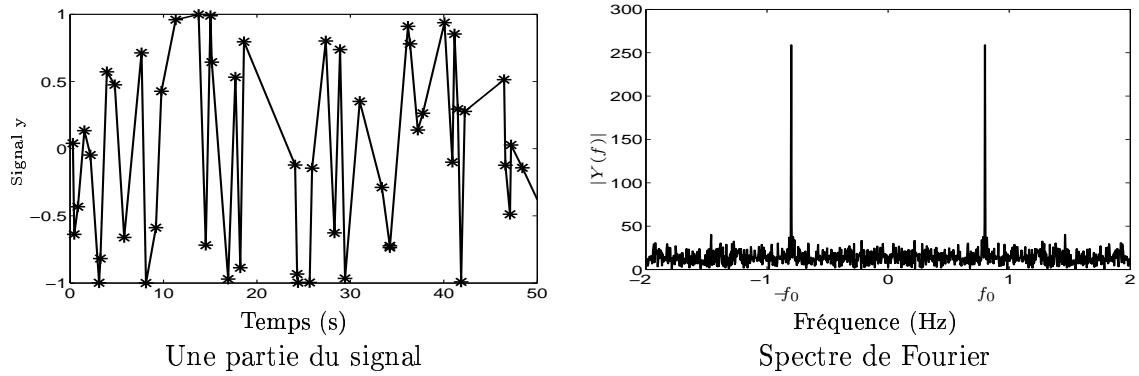 1
0.5
0
−0.5
−1
0
10
20
30
40
50
Signal y
Temps (s)
Une partie du signal
300
250
200
150
100
50
0
−2
−1
0
1
2
−f₀
f₀
|Y(f)|
Fréquence (Hz)
Spectre de Fourier